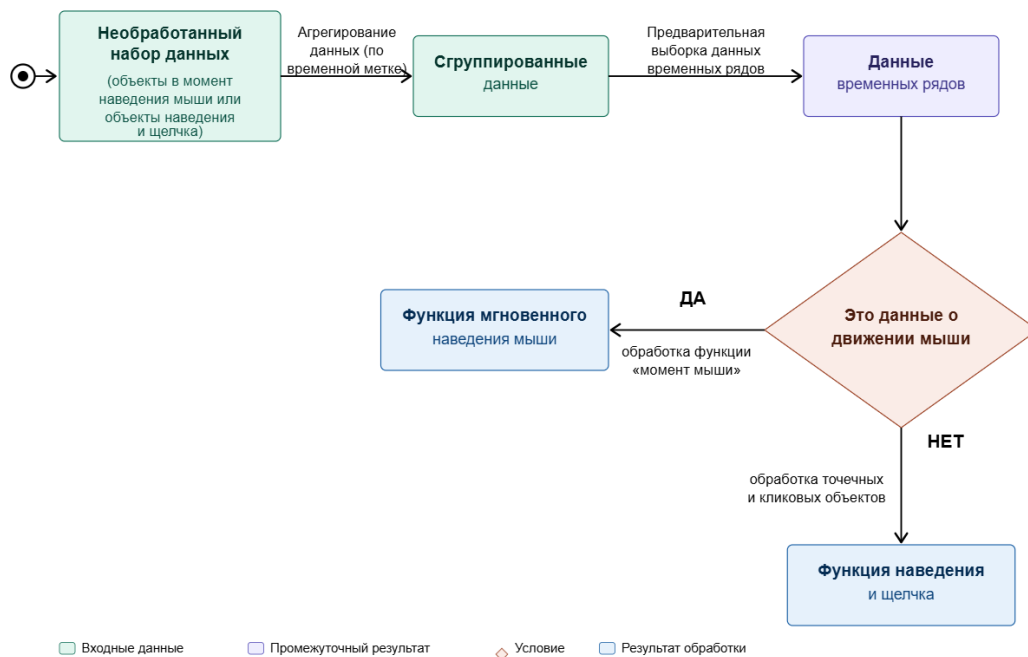 Необработанный
набор данных
(объекты в момент
наведения мыши или
объекты наведения
и щелчка)
Агрегирование
данных (по
временной метке)
Сгруппированные
данные
Предварительная
выборка данных
временных рядов
Данные
временных рядов
Это данные о
движении мыши
ДА
обработка функции
«момент мыши»
Функция мгновенного
наведения мыши
НЕТ
обработка точечных
и кликовых объектов
Функция наведения
и щелчка
Входные данные
Промежуточный результат
Условие
Результат обработки